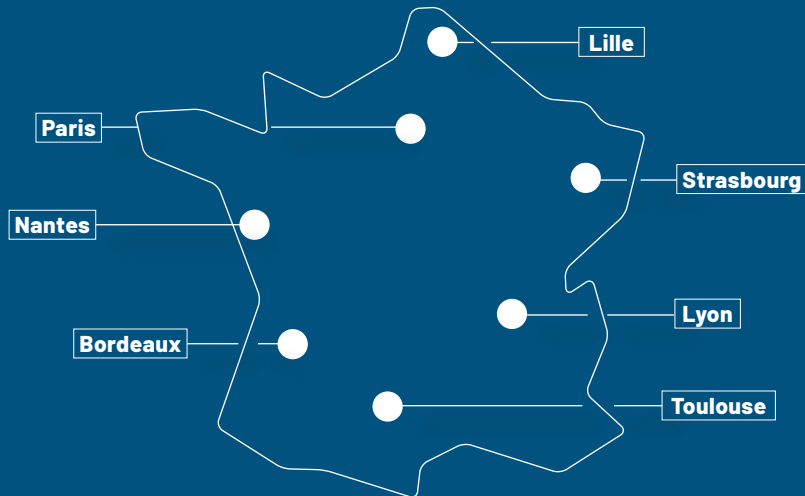 Lille
Paris
Strasbourg
Nantes
Lyon
Bordeaux
Toulouse